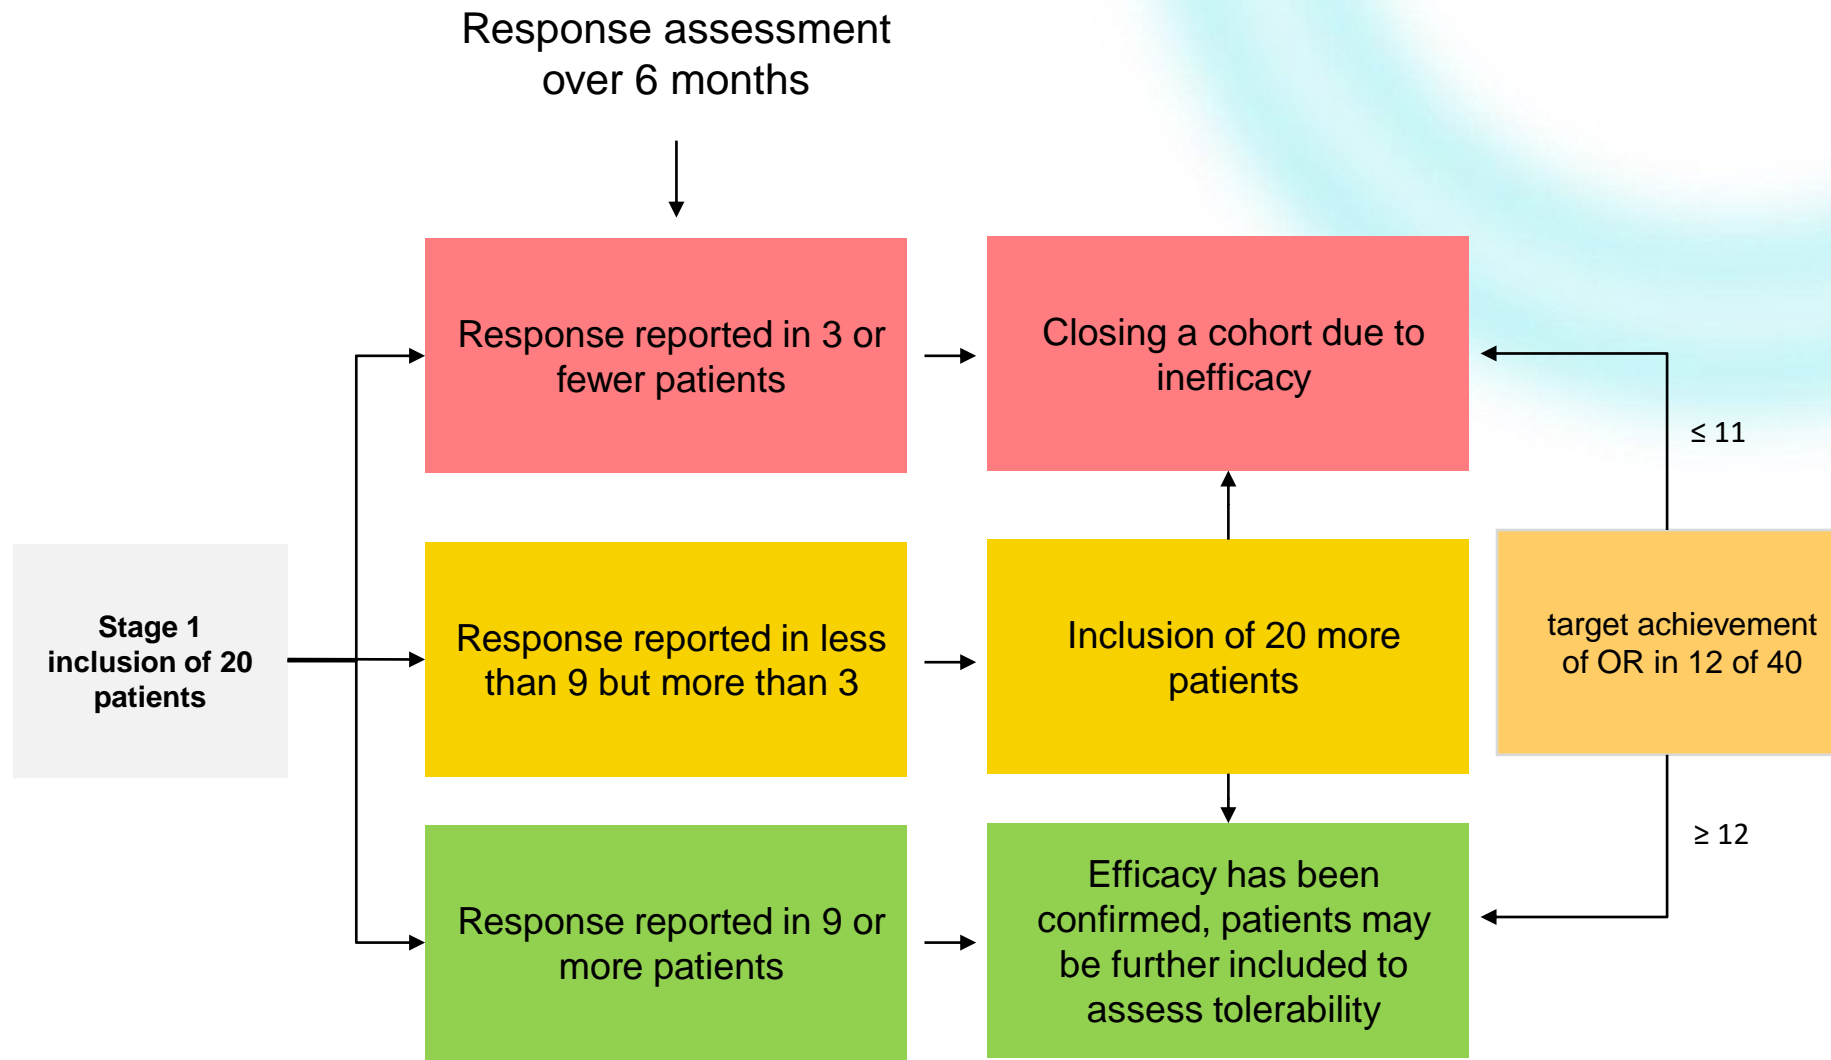 Response assessment
over 6 months
Response reported in 3 or
fewer patients
Closing a cohort due to
inefficacy
≤ 11
Stage 1
inclusion of 20
patients
Response reported in less
than 9 but more than 3
Inclusion of 20 more
patients
target achievement
of OR in 12 of 40
≥ 12
Response reported in 9 or
more patients
Efficacy has been
confirmed, patients may
be further included to
assess tolerability